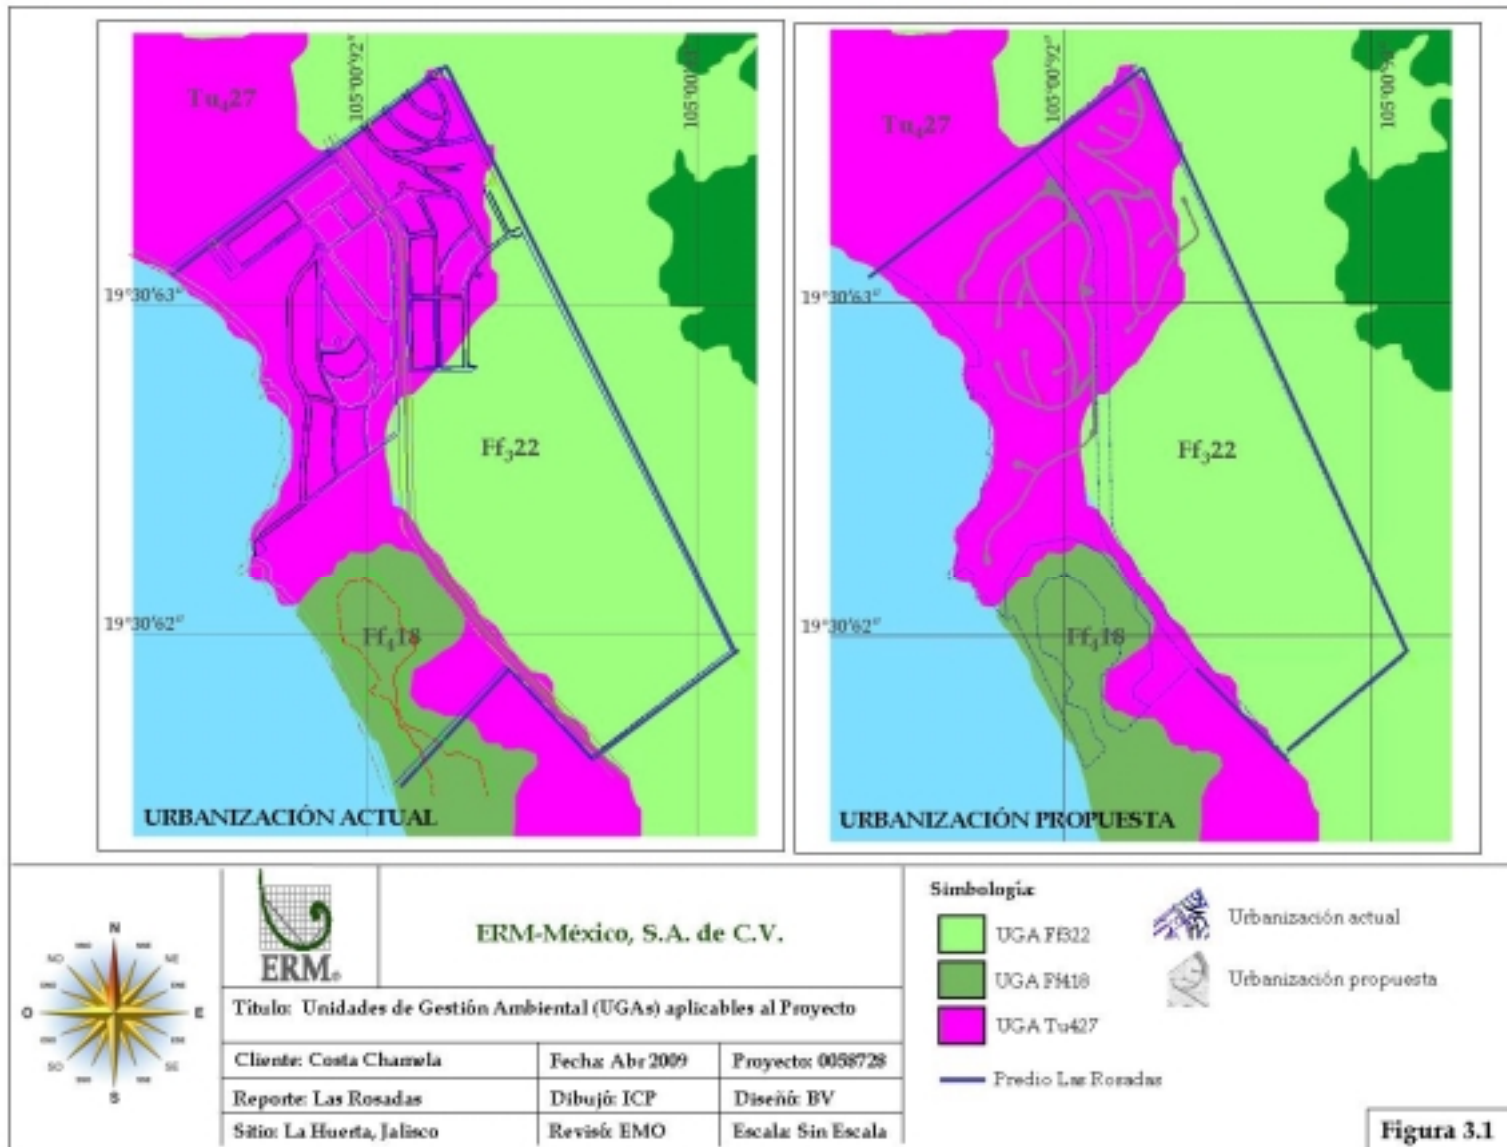 Tu₄27
105°00'92"
19°30'63"
Ff₃22
19°30'62"
Ff₄18
URBANIZACIÓN ACTUAL
Tu₄27
105°00'92"
19°30'63"
Ff₃22
19°30'62"
Ff₄18
URBANIZACIÓN PROPUESTA
N
NO
NE
O
E
SO
SE
S
ERM®
ERM-México, S.A. de C.V.
Título: Unidades de Gestión Ambiental (UGAs) aplicables al Proyecto
Cliente: Costa Chamela
Fecha: Abr 2009
Proyecto: 0058728
Reporte: Las Rosadas
Dibujó: ICP
Diseñó: BV
Sitio: La Huerta, Jalisco
Revisó: EMO
Escala: Sin Escala
Simbología:
UGA Ff322
UGA Ff418
UGA Tu427
Predio Las Rosadas
Urbanización actual
Urbanización propuesta
Figura 3.1